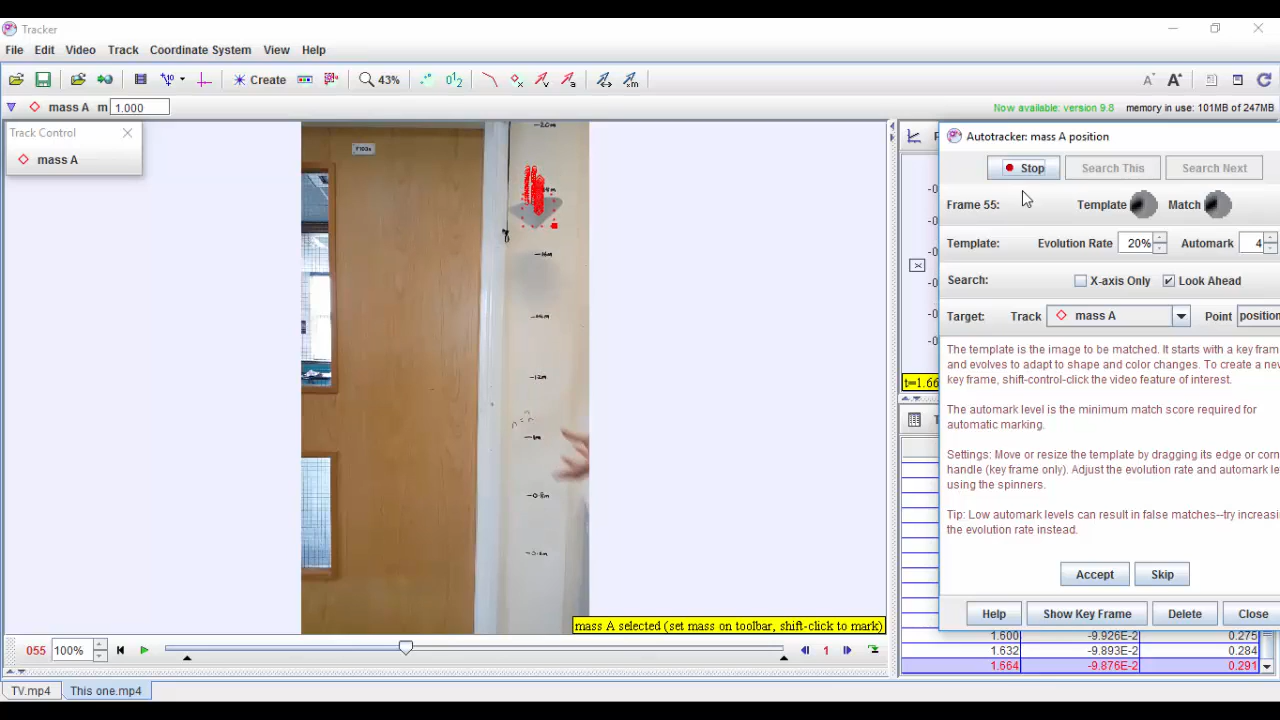 Tracker
File Edit Video Track Coordinate System View Help
Create 43%
mass A m 1.000
Now available: version 9.8 memory in use: 101MB of 247MB
Track Control
mass A
Autotracker: mass A position
Stop Search This Search Next
Frame 55: Template Match
Template: Evolution Rate 20% Automark 4
Search: X-axis Only Look Ahead
Target: Track mass A Point position
The template is the image to be matched. It starts with a key fram
and evolves to adapt to shape and color changes. To create a new
key frame, shift-control-click the video feature of interest.
The automark level is the minimum match score required for
automatic marking.
Settings: Move or resize the template by dragging its edge or corn
handle (key frame only). Adjust the evolution rate and automark le
using the spinners.
Tip: Low automark levels can result in false matches--try increasin
the evolution rate instead.
Accept Skip
Help Show Key Frame Delete Close
t=1.66
mass A selected (set mass on toolbar, shift-click to mark)
1.600 -9.926E-2 0.275
1.632 -9.893E-2 0.284
1.664 -9.876E-2 0.291
055 100% 1
TV.mp4 This one.mp4